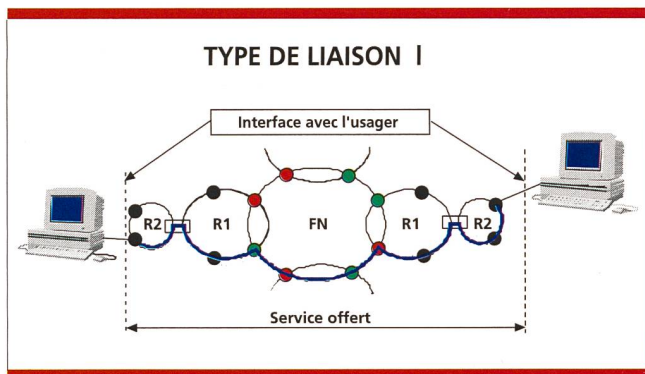 TYPE DE LIAISON I
Interface avec l'usager
R2 R1 FN R1 R2
Service offert